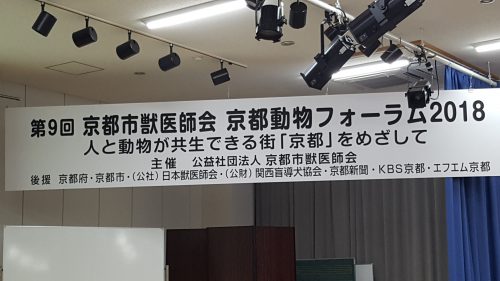 第9回 京都市獣医師会 京都動物フォーラム2018
人と動物が共生できる街「京都」をめざして
主催 公益社団法人 京都市獣医師会
後援 京都府・京都市・(公社)日本獣医師会・(公財)関西盲導犬協会・京都新聞・KBS京都・エフエム京都